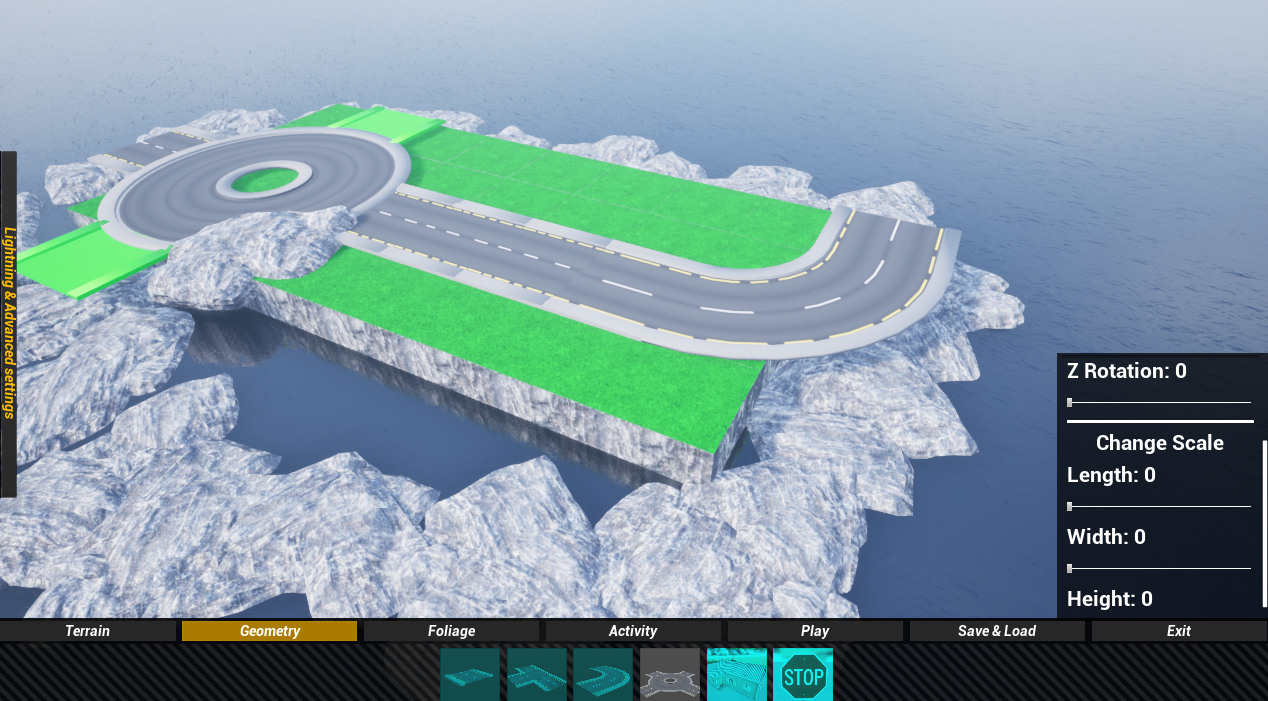 Lightning & Advanced settings
Z Rotation: 0
Change Scale
Length: 0
Width: 0
Height: 0
Terrain
Geometry
Foliage
Activity
Play
Save & Load
Exit
STOP